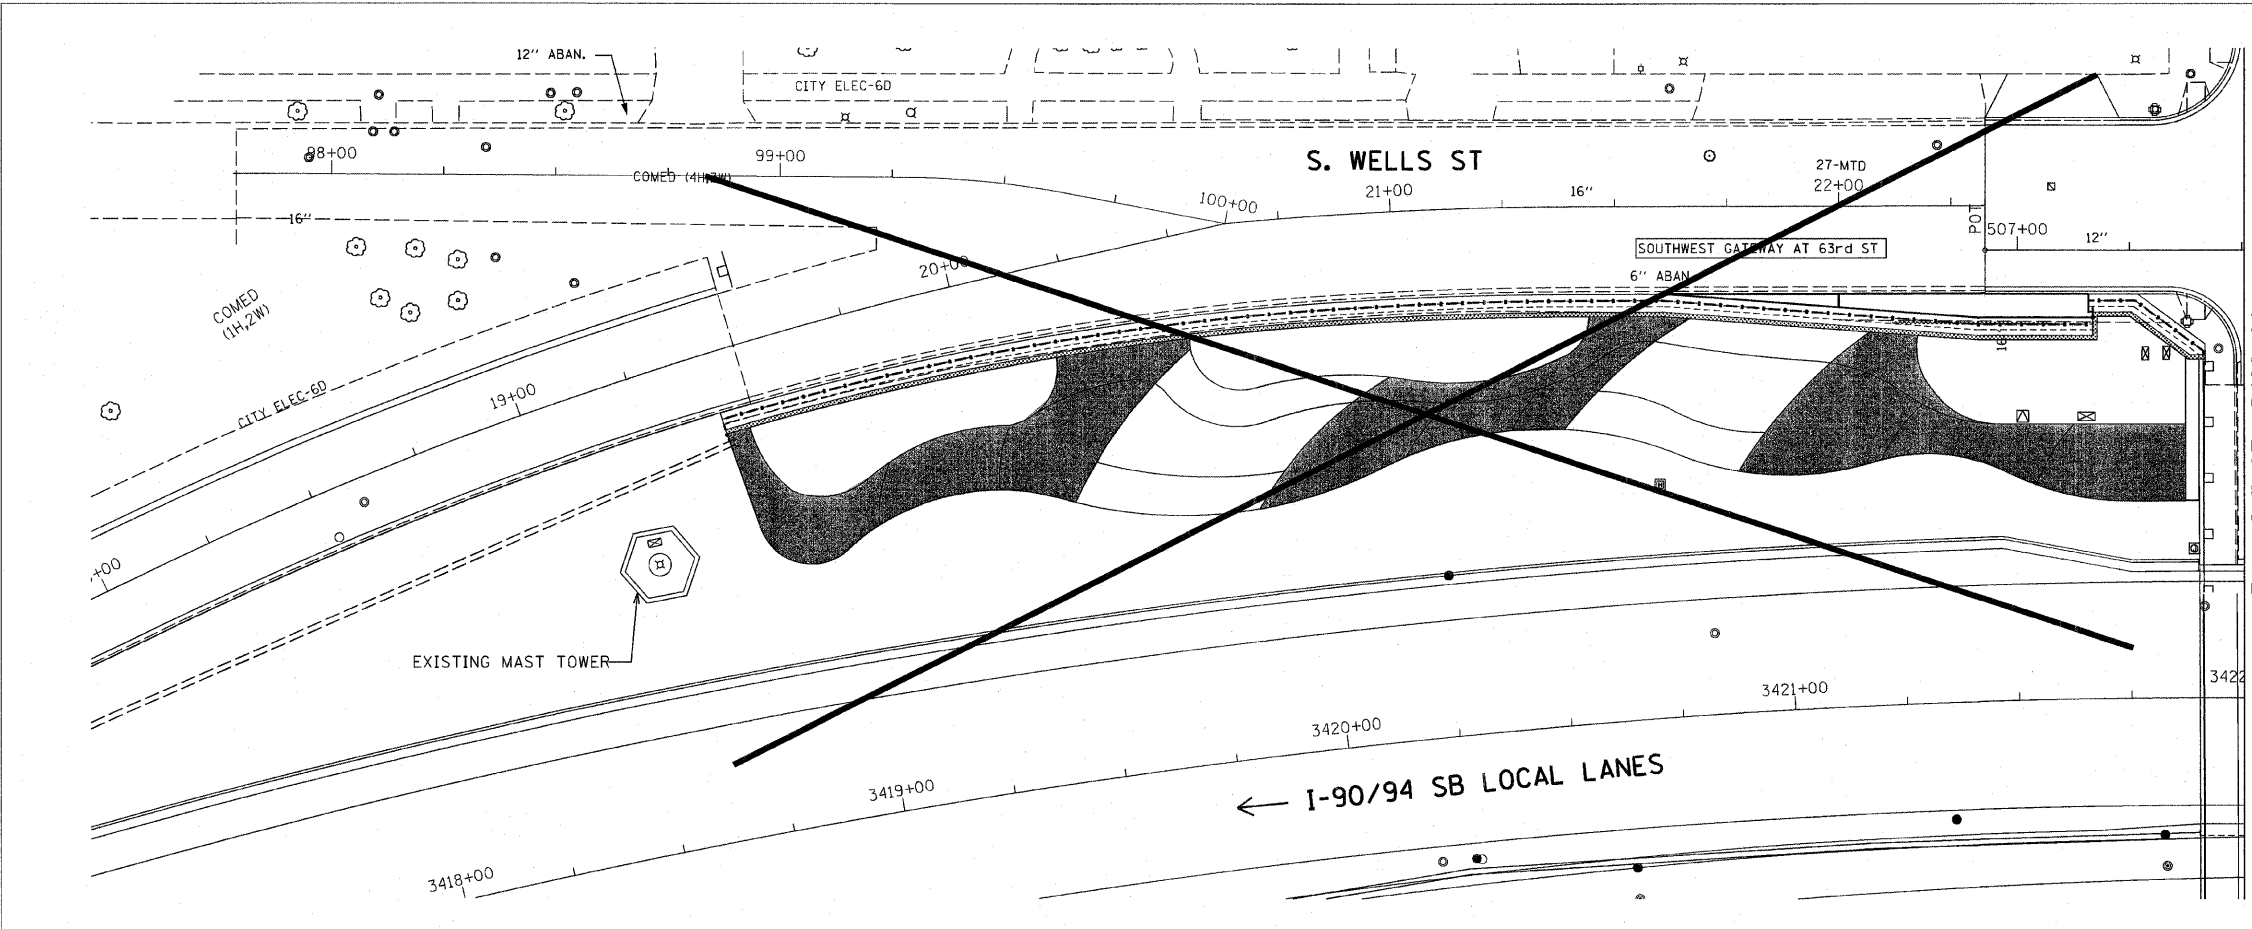 12" ABAN.
CITY ELEC-6D
98+00
99+00
S. WELLS ST
27-MTD
22+00
21+00
16"
100+00
16"
POT
507+00
12"
SOUTHWEST GATEWAY AT 63rd ST
6" ABAN.
20+00
COMED
(1H,2W)
CITY ELEC-6D
19+00
+00
EXISTING MAST TOWER
3422
3421+00
3420+00
3419+00
3418+00
← I-90/94 SB LOCAL LANES